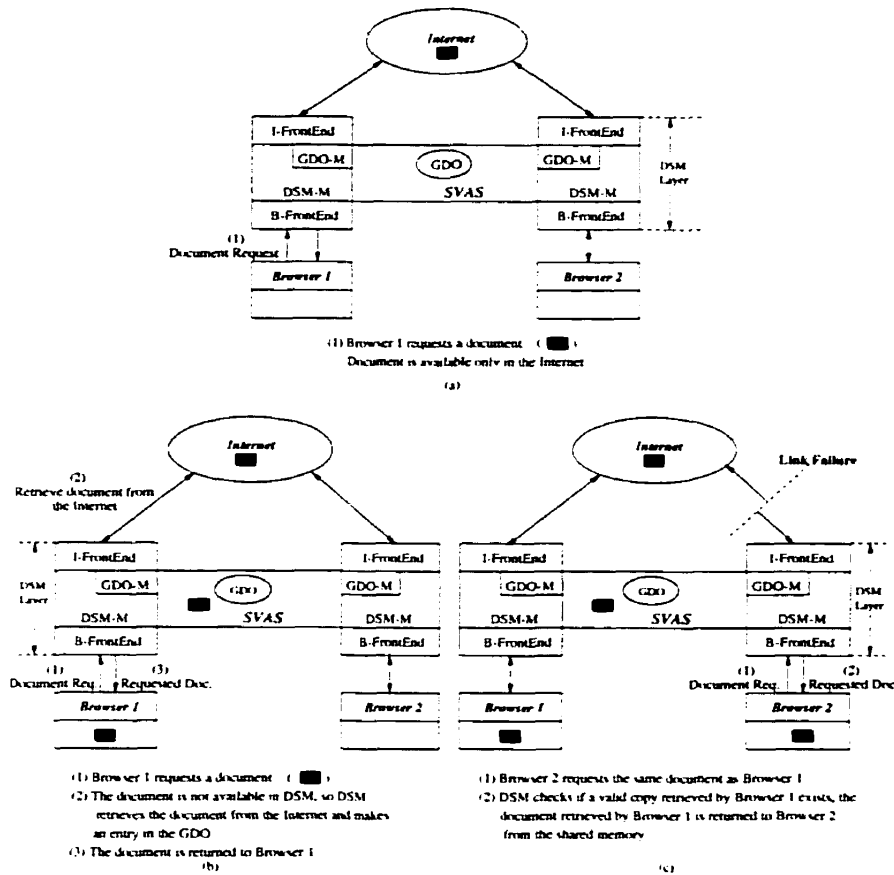 Internet
I-FrontEnd
I-FrontEnd
GDO-M
GDO
GDO-M
DSM Layer
DSM-M
SVAS
DSM-M
B-FrontEnd
B-FrontEnd
(1)
Document Request
Browser 1
Browser 2
(1) Browser 1 requests a document ( )
Document is available only in the Internet
(a)
Internet
(2)
Retrieve document from
the Internet
I-FrontEnd
I-FrontEnd
DSM
Layer
GDO-M
GDO
GDO-M
DSM-M
SVAS
DSM-M
B-FrontEnd
B-FrontEnd
(1)
(3)
Document Req.
Requested Doc.
Browser 1
Browser 2
(1) Browser 1 requests a document ( )
(2) The document is not available in DSM, so DSM
retrieves the document from the Internet and makes
an entry in the GDO
(3) The document is returned to Browser 1
(b)
Internet
Link Failure
I-FrontEnd
I-FrontEnd
GDO-M
GDO
GDO-M
DSM
Layer
DSM-M
SVAS
DSM-M
B-FrontEnd
B-FrontEnd
(1)
(2)
Document Req.
Requested Doc.
Browser 1
Browser 2
(1) Browser 2 requests the same document as Browser 1
(2) DSM checks if a valid copy retrieved by Browser 1 exists, the
document retrieved by Browser 1 is returned to Browser 2
from the shared memory
(c)